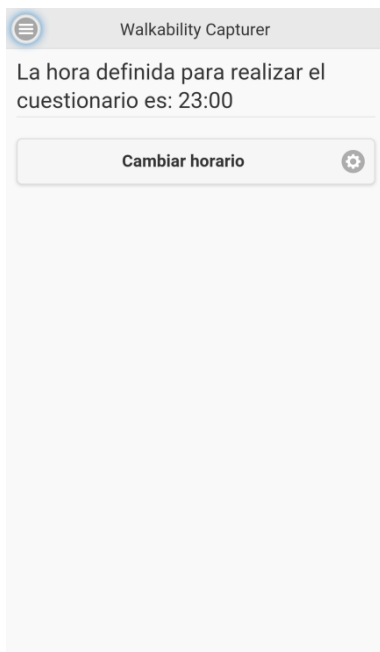 Walkability Capturer
La hora definida para realizar el
cuestionario es: 23:00
Cambiar horario